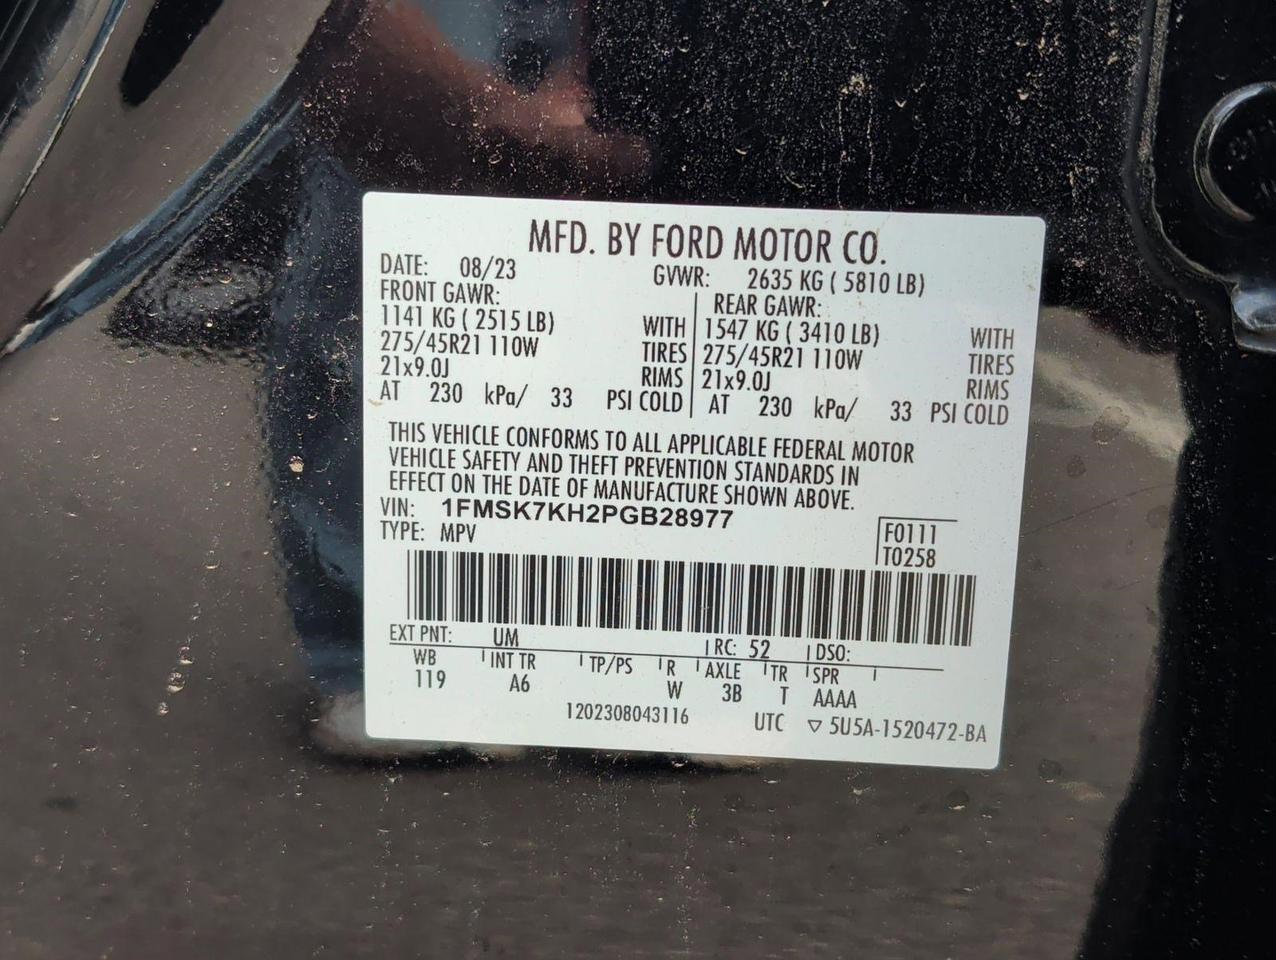 MFD. BY FORD MOTOR CO.
DATE: 08/23 GVWR: 2635 KG ( 5810 LB)
FRONT GAWR: REAR GAWR:
1141 KG ( 2515 LB) WITH 1547 KG ( 3410 LB) WITH
275/45R21 110W TIRES 275/45R21 110W TIRES
21x9.0J RIMS 21x9.0J RIMS
AT 230 kPa/ 33 PSI COLD AT 230 kPa/ 33 PSI COLD
THIS VEHICLE CONFORMS TO ALL APPLICABLE FEDERAL MOTOR
VEHICLE SAFETY AND THEFT PREVENTION STANDARDS IN
EFFECT ON THE DATE OF MANUFACTURE SHOWN ABOVE.
VIN: 1FMSK7KH2PGB28977
TYPE: MPV
F0111
T0258
EXT PNT: UM RC: 52 DSO:
WB INT TR TP/PS R AXLE TR SPR
119 A6 W 3B T AAAA
1202308043116 UTC ▽ 5U5A-1520472-BA